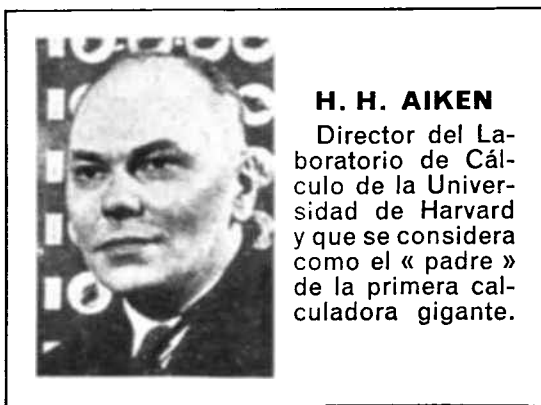 H. H. AIKEN
Director del La-
boratorio de Cál-
culo de la Univer-
sidad de Harvard
y que se considera
como el « padre »
de la primera cal-
culadora gigante.